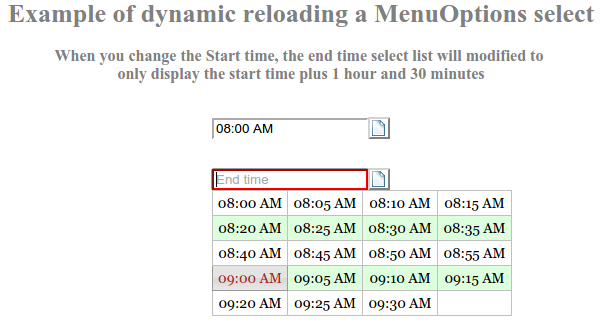 Example of dynamic reloading a MenuOptions select
When you change the Start time, the end time select list will modified to
only display the start time plus 1 hour and 30 minutes
08:00 AM
End time
08:00 AM 08:05 AM 08:10 AM 08:15 AM
08:20 AM 08:25 AM 08:30 AM 08:35 AM
08:40 AM 08:45 AM 08:50 AM 08:55 AM
09:00 AM 09:05 AM 09:10 AM 09:15 AM
09:20 AM 09:25 AM 09:30 AM